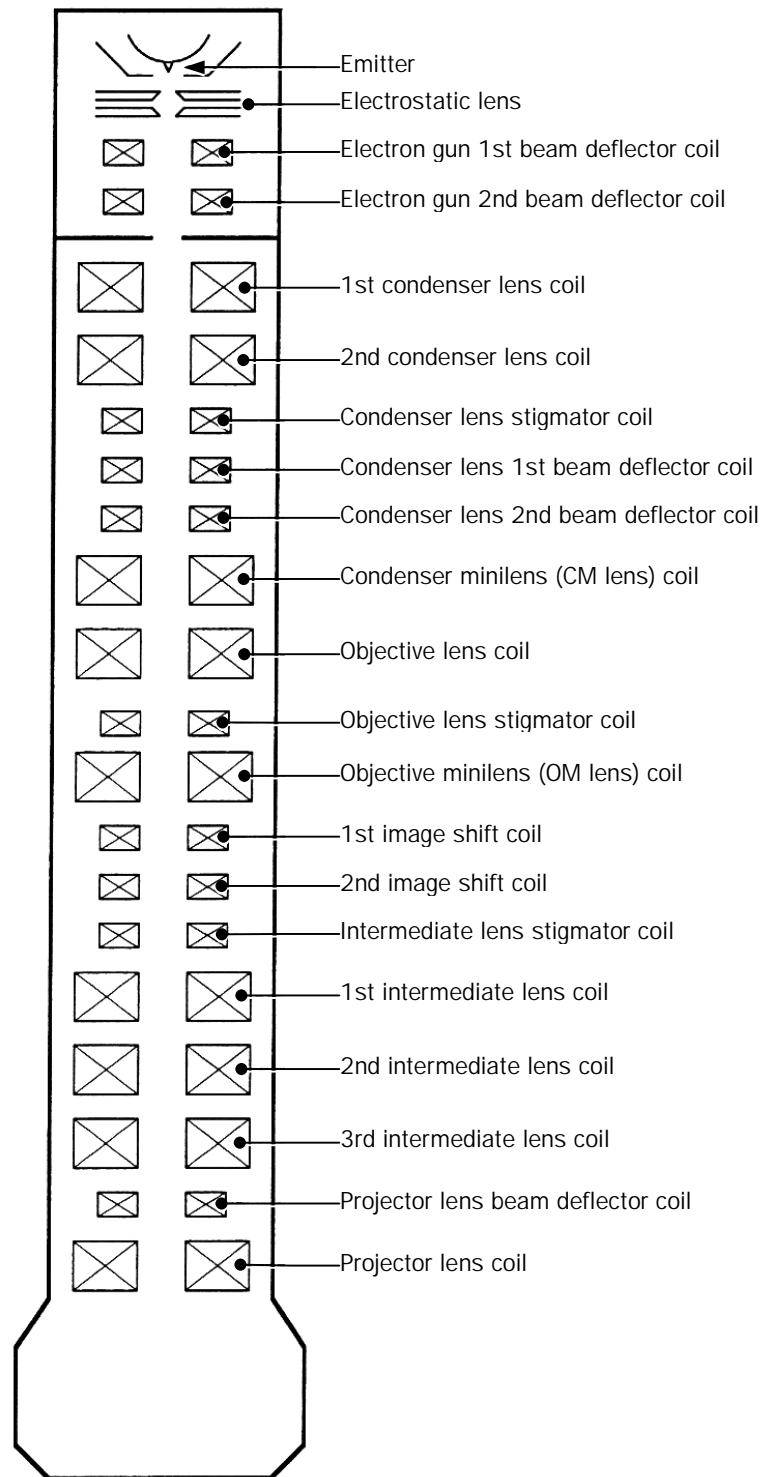 Emitter
Electrostatic lens
Electron gun 1st beam deflector coil
Electron gun 2nd beam deflector coil
1st condenser lens coil
2nd condenser lens coil
Condenser lens stigmator coil
Condenser lens 1st beam deflector coil
Condenser lens 2nd beam deflector coil
Condenser minilens (CM lens) coil
Objective lens coil
Objective lens stigmator coil
Objective minilens (OM lens) coil
1st image shift coil
2nd image shift coil
Intermediate lens stigmator coil
1st intermediate lens coil
2nd intermediate lens coil
3rd intermediate lens coil
Projector lens beam deflector coil
Projector lens coil